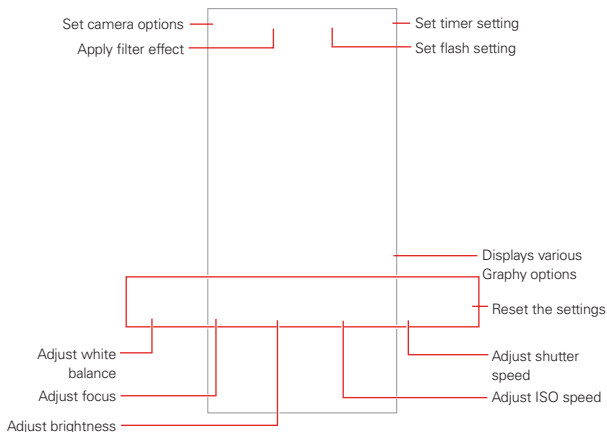 Set camera options
Apply filter effect
Set timer setting
Set flash setting
Displays various
Graphy options
Reset the settings
Adjust white
balance
Adjust focus
Adjust brightness
Adjust shutter
speed
Adjust ISO speed